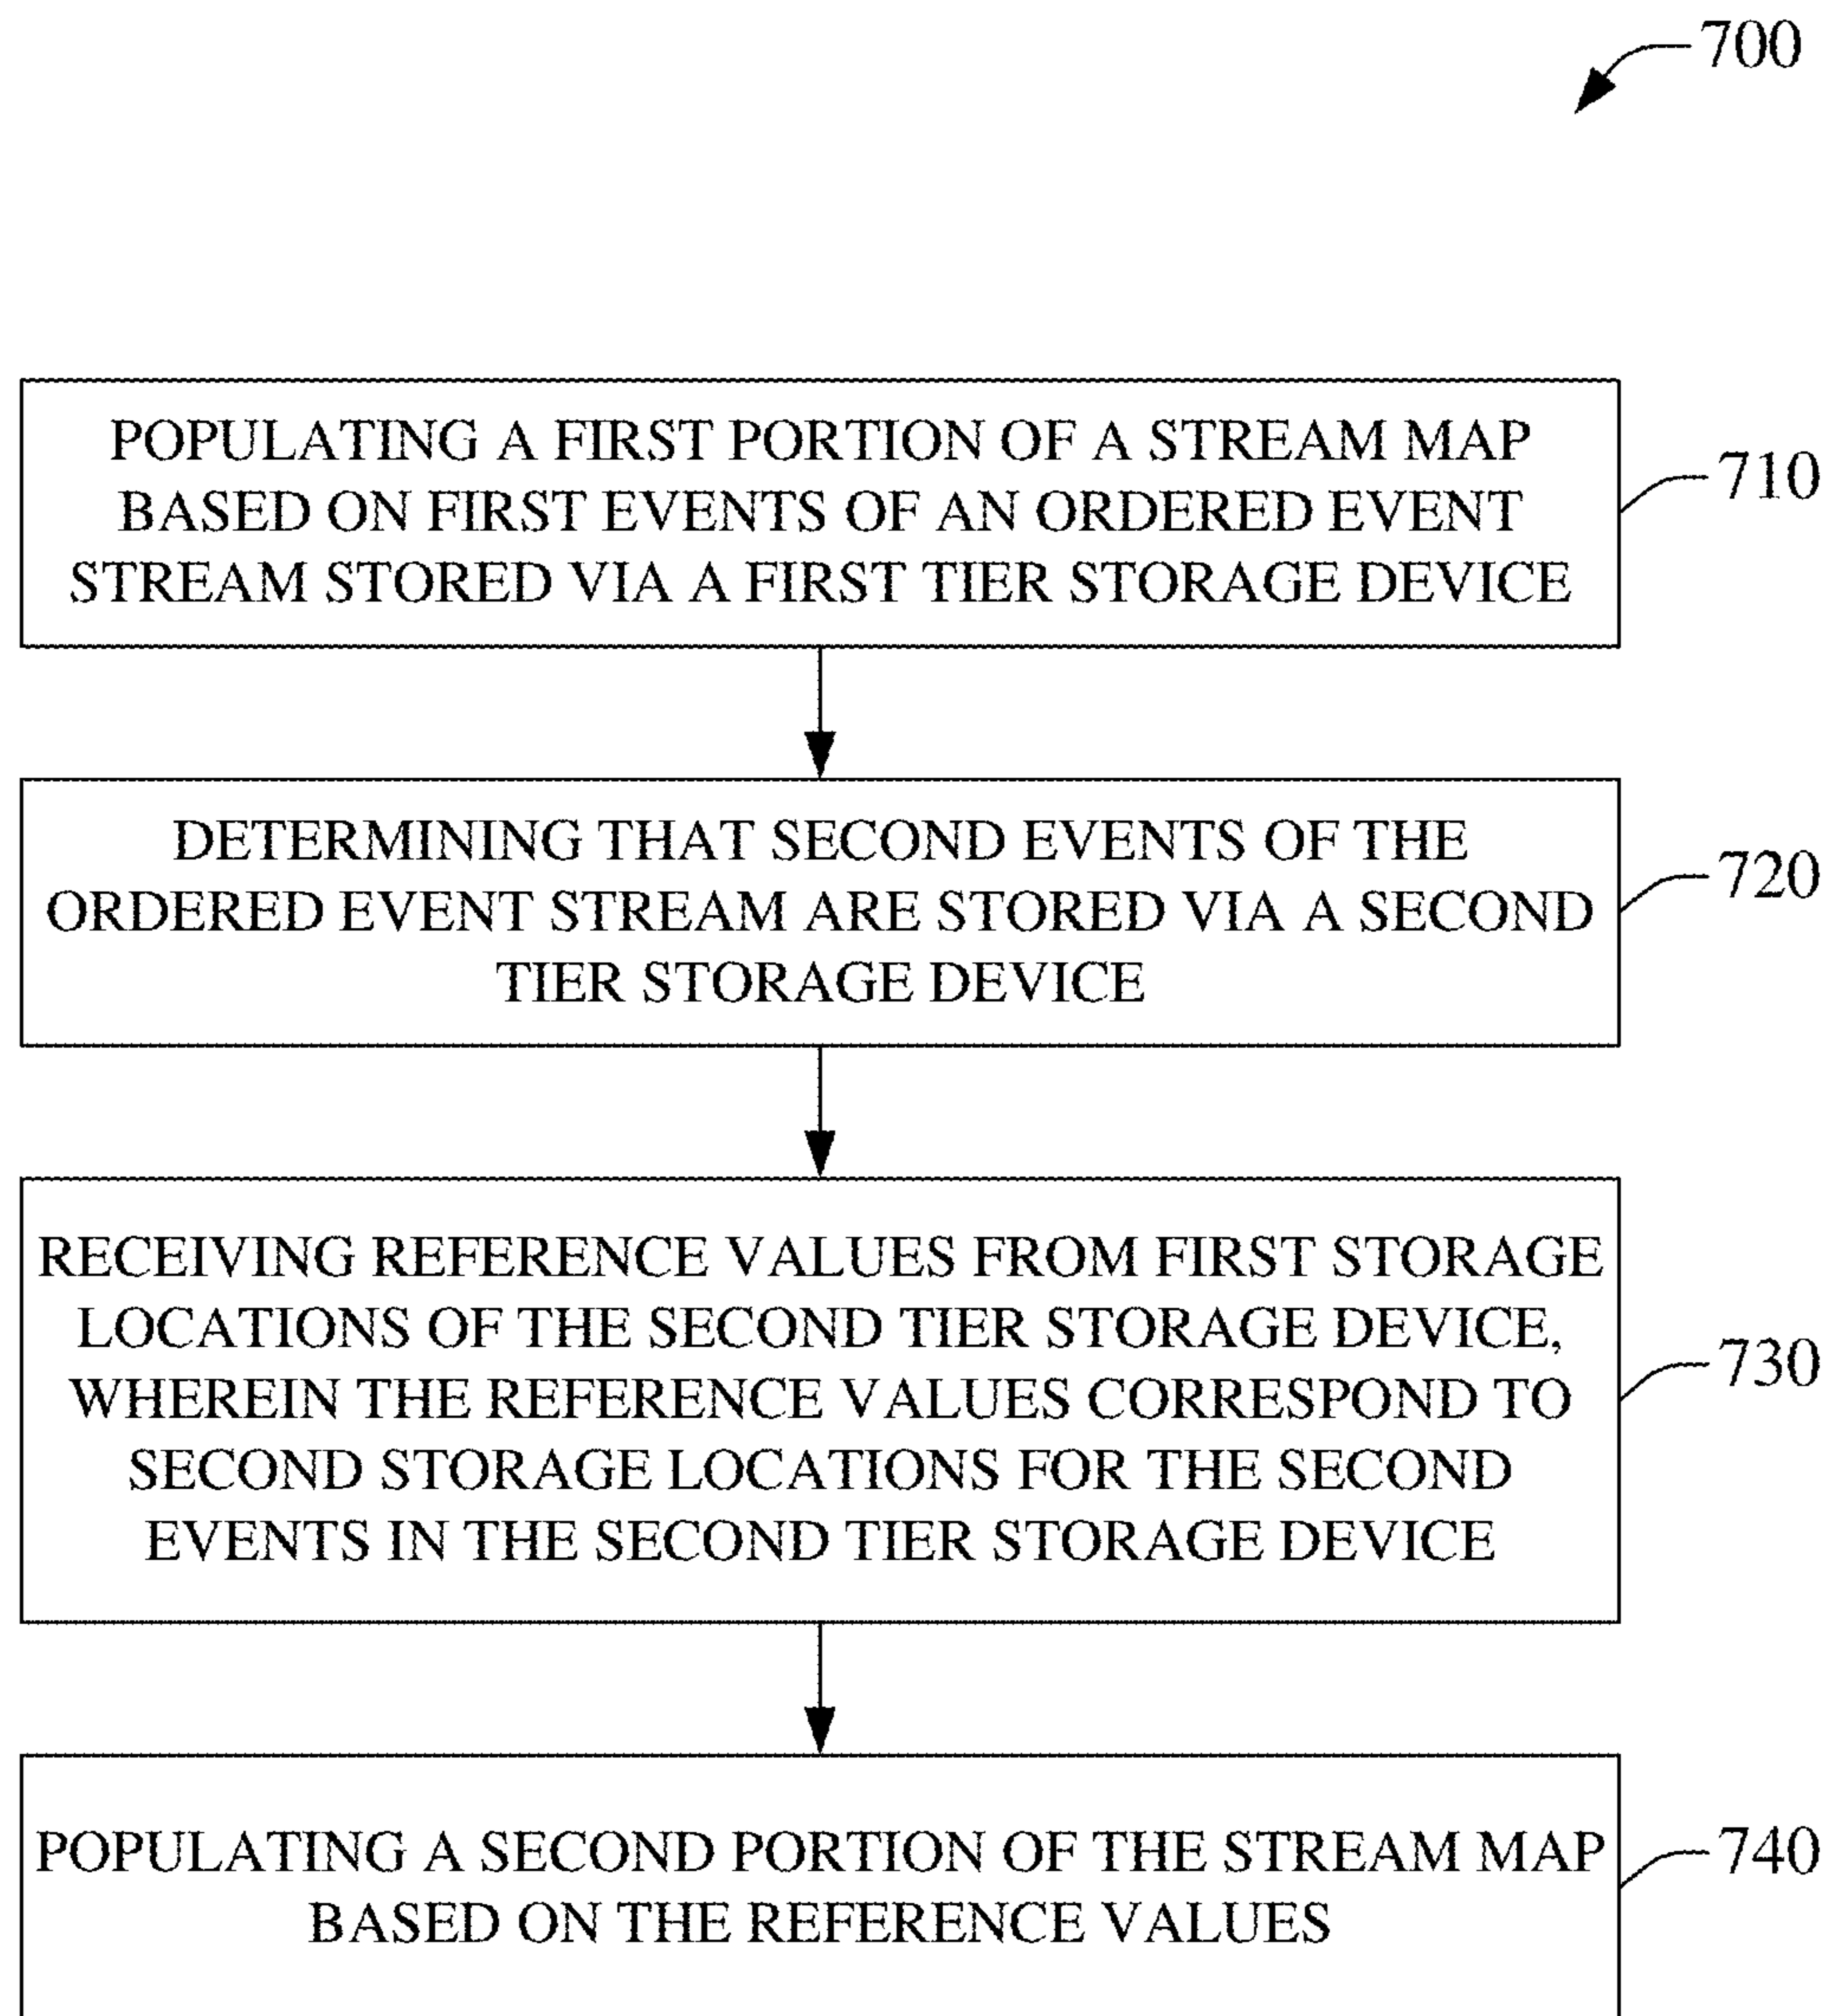 700
POPULATING A FIRST PORTION OF A STREAM MAP
BASED ON FIRST EVENTS OF AN ORDERED EVENT
STREAM STORED VIA A FIRST TIER STORAGE DEVICE
710
DETERMINING THAT SECOND EVENTS OF THE
ORDERED EVENT STREAM ARE STORED VIA A SECOND
TIER STORAGE DEVICE
720
RECEIVING REFERENCE VALUES FROM FIRST STORAGE
LOCATIONS OF THE SECOND TIER STORAGE DEVICE,
WHEREIN THE REFERENCE VALUES CORRESPOND TO
SECOND STORAGE LOCATIONS FOR THE SECOND
EVENTS IN THE SECOND TIER STORAGE DEVICE
730
POPULATING A SECOND PORTION OF THE STREAM MAP
BASED ON THE REFERENCE VALUES
740